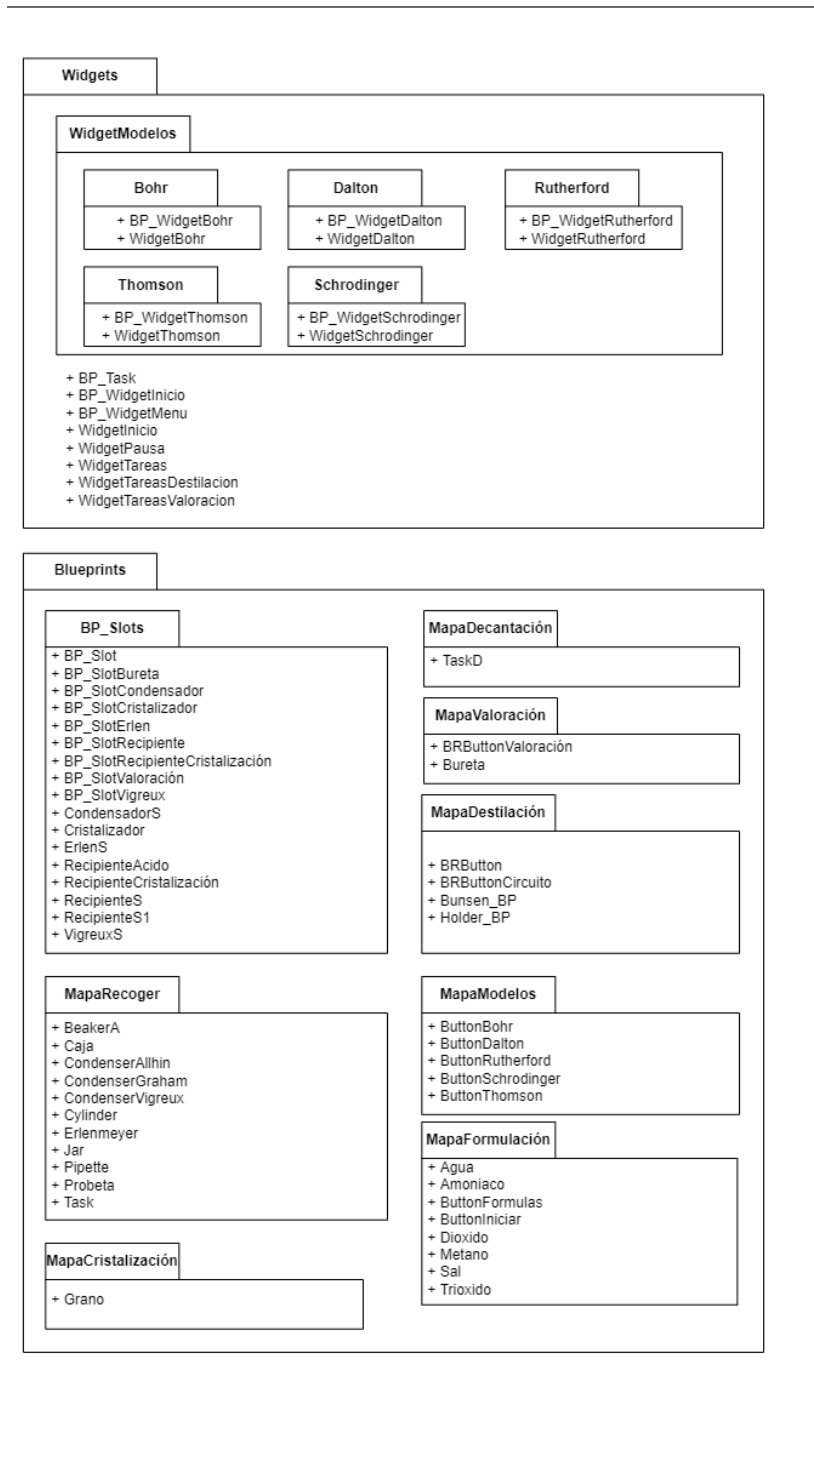 Widgets
WidgetModelos
Bohr
+ BP_WidgetBohr
+ WidgetBohr
Dalton
+ BP_WidgetDalton
+ WidgetDalton
Rutherford
+ BP_WidgetRutherford
+ WidgetRutherford
Thomson
+ BP_WidgetThomson
+ WidgetThomson
Schrodinger
+ BP_WidgetSchrodinger
+ WidgetSchrodinger
+ BP_Task
+ BP_WidgetInicio
+ BP_WidgetMenu
+ WidgetInicio
+ WidgetPausa
+ WidgetTareas
+ WidgetTareasDestilacion
+ WidgetTareasValoracion
Blueprints
BP_Slots
+ BP_Slot
+ BP_SlotBureta
+ BP_SlotCondensador
+ BP_SlotCristalizador
+ BP_SlotErlen
+ BP_SlotRecipiente
+ BP_SlotRecipienteCristalización
+ BP_SlotValoración
+ BP_SlotVigreux
+ CondensadorS
+ Cristalizador
+ ErlenS
+ RecipienteAcido
+ RecipienteCristalización
+ RecipienteS
+ RecipienteS1
+ VigreuxS
MapaDecantación
+ TaskD
MapaValoración
+ BRButtonValoración
+ Bureta
MapaDestilación
+ BRButton
+ BRButtonCircuito
+ Bunsen_BP
+ Holder_BP
MapaRecoger
+ BeakerA
+ Caja
+ CondenserAllhin
+ CondenserGraham
+ CondenserVigreux
+ Cylinder
+ Erlenmeyer
+ Jar
+ Pipette
+ Probeta
+ Task
MapaModelos
+ ButtonBohr
+ ButtonDalton
+ ButtonRutherford
+ ButtonSchrodinger
+ ButtonThomson
MapaFormulación
+ Agua
+ Amoniaco
+ ButtonFormulas
+ ButtonIniciar
+ Dioxido
+ Metano
+ Sal
+ Trioxido
MapaCristalización
+ Grano